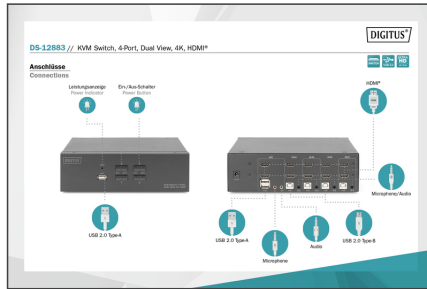 DIGITUS®
DS-12883 // KVM Switch, 4-Port, Dual View, 4K, HDMI®
Anschlüsse
Connections
Leistungsanzeige
Power Indicator
Ein-/Aus-Schalter
Power Button
HDMI®
DIGITUS
USB 2.0 Type-A
USB 2.0 Type-A
Microphone
Audio
USB 2.0 Type-B
Microphone/Audio